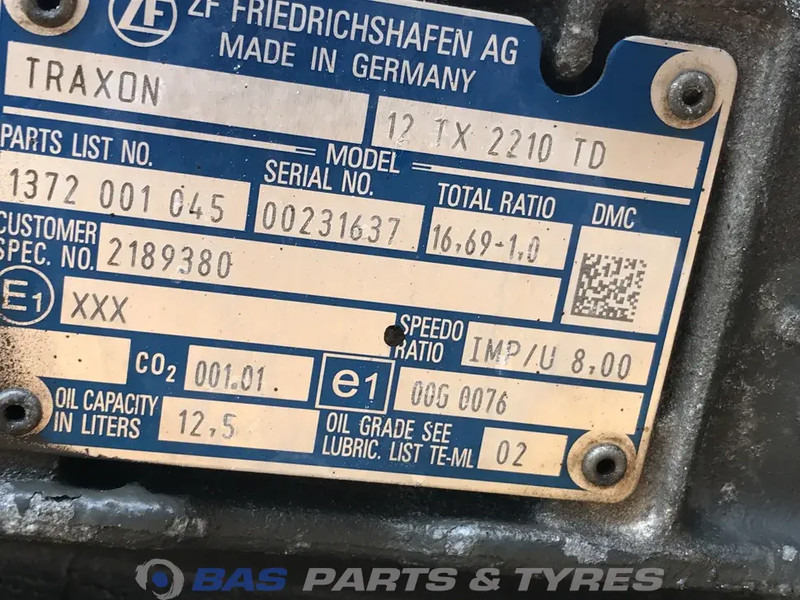 ZF ZF FRIEDRICHSHAFEN AG
MADE IN GERMANY
TRAXON
12 TX 2210 TD
MODEL
PARTS LIST NO.
SERIAL NO.
TOTAL RATIO
DMC
1372 001 045
00231637
16,69-1,0
CUSTOMER
SPEC. NO.
2189380
E1
XXX
SPEEDO
RATIO
IMP/U 8,00
CO2
001.01
e1
00G 0076
OIL CAPACITY
IN LITERS
12,5
OIL GRADE SEE
LUBRIC. LIST TE-ML
02
BAS PARTS & TYRES